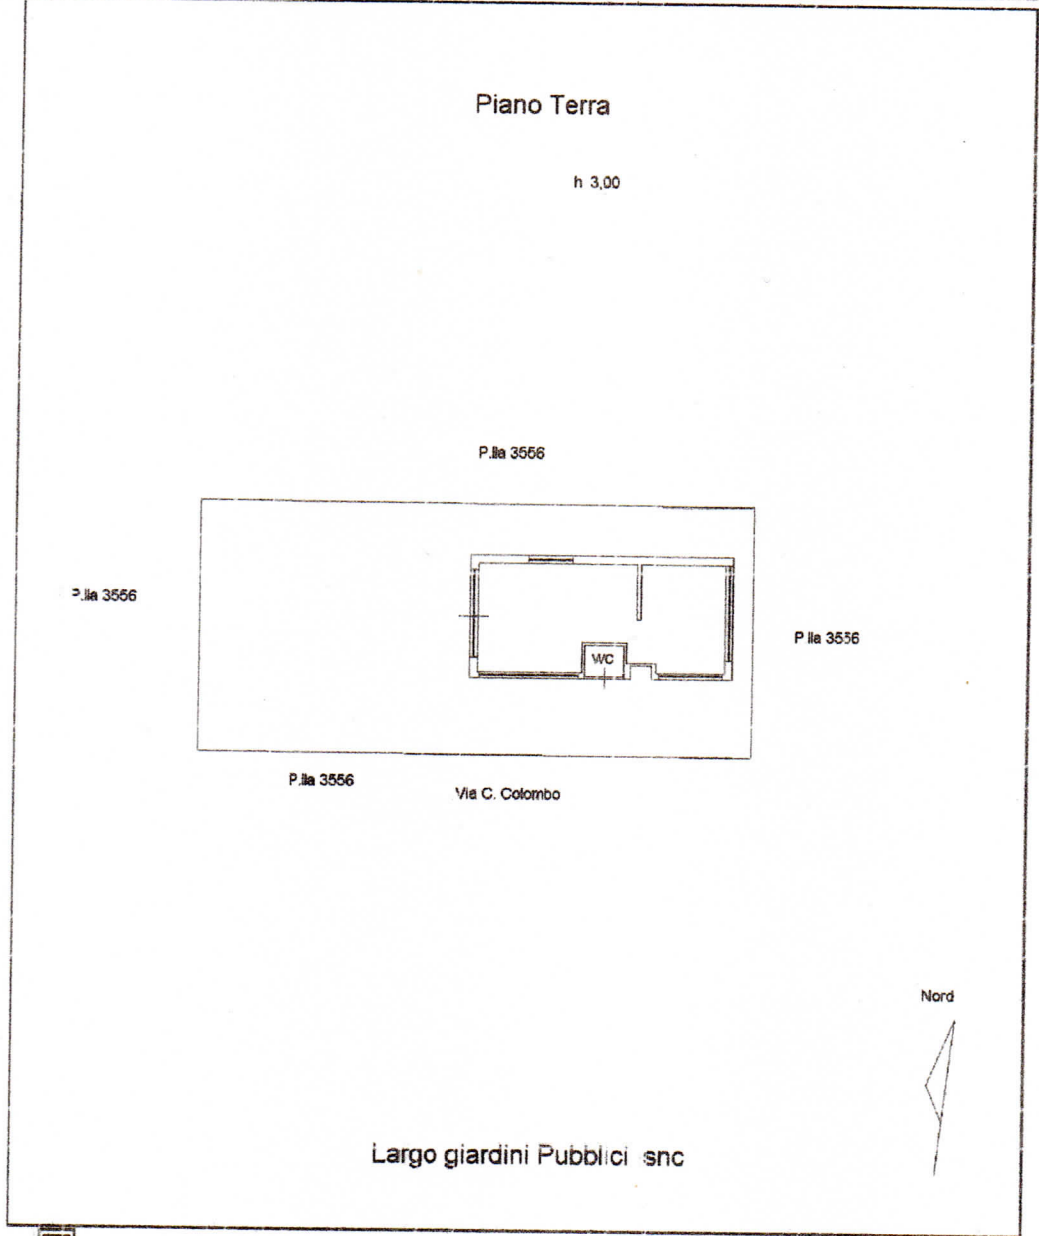 Piano Terra
h 3,00
P.lla 3556
P.lla 3556
WC
P lla 3556
P.lla 3556
Via C. Colombo
Nord
Largo giardini Pubblici snc